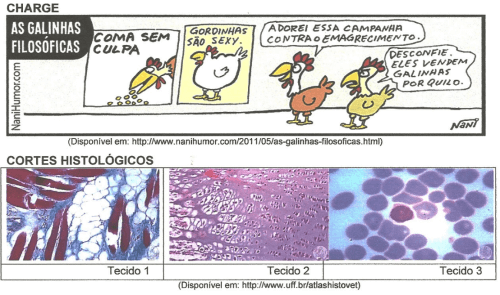 CHARGE
AS GALINHAS
FILOSÓFICAS
COMA SEM
CULPA
GORDINHAS
SÃO SEXY.
ADOREI ESSA CAMPANHA
CONTRA O EMAGRECIMENTO.
DESCONFIE.
ELES VENDEM
GALINHAS
POR QUILO.
NaniHumor.com
Nani
(Disponível em: http://www.nanihumor.com/2011/05/as-galinhas-filosoficas.html)
CORTES HISTOLÓGICOS
Tecido 1
Tecido 2
Tecido 3
(Disponível em: http://www.uff.br/atlashistovet)